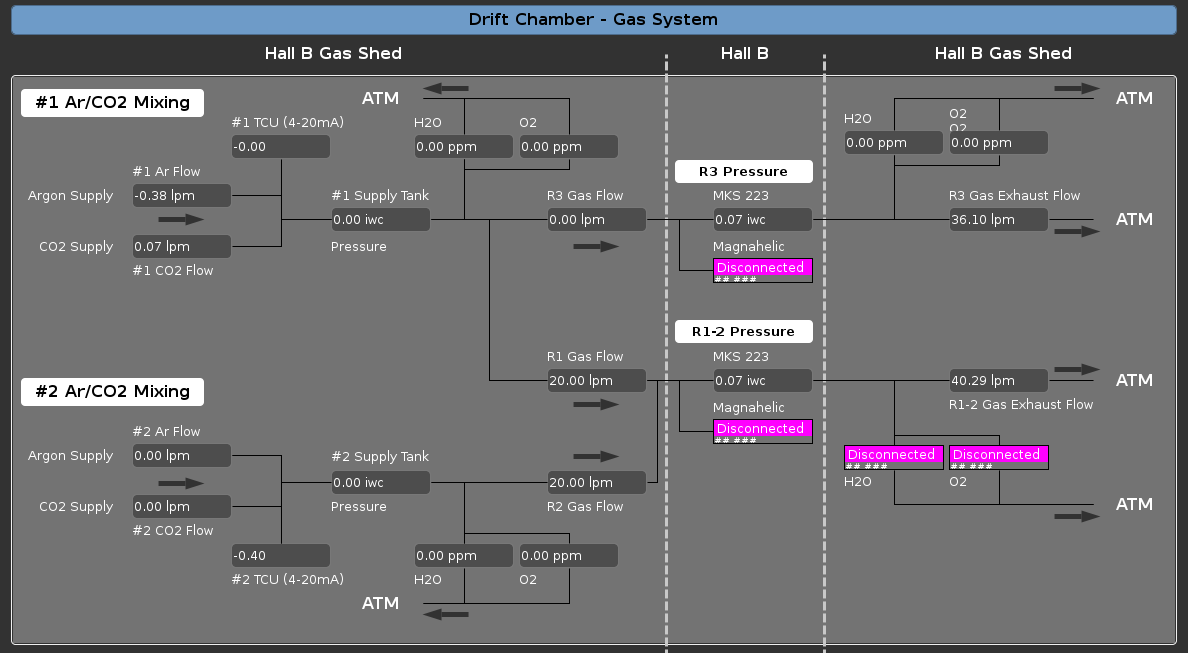 Drift Chamber - Gas System
Hall B Gas Shed
Hall B
Hall B Gas Shed
#1 Ar/CO2 Mixing
ATM
#1 TCU (4-20mA)
-0.00
H2O
0.00 ppm
O2
0.00 ppm
#1 Ar Flow
Argon Supply
-0.38 lpm
CO2 Supply
0.07 lpm
#1 CO2 Flow
#1 Supply Tank
0.00 iwc
Pressure
R3 Gas Flow
0.00 lpm
R3 Pressure
MKS 223
0.07 iwc
Magnahelic
Disconnected
## ###
H2O
0.00 ppm
O2
O2
0.00 ppm
ATM
R3 Gas Exhaust Flow
36.10 lpm
ATM
R1 Gas Flow
20.00 lpm
R1-2 Pressure
MKS 223
0.07 iwc
Magnahelic
Disconnected
## ###
40.29 lpm
ATM
R1-2 Gas Exhaust Flow
Disconnected
## ###
H2O
Disconnected
## ###
O2
ATM
#2 Ar/CO2 Mixing
#2 Ar Flow
Argon Supply
0.00 lpm
CO2 Supply
0.00 lpm
#2 CO2 Flow
#2 Supply Tank
0.00 iwc
Pressure
20.00 lpm
R2 Gas Flow
-0.40
#2 TCU (4-20mA)
0.00 ppm
H2O
0.00 ppm
O2
ATM